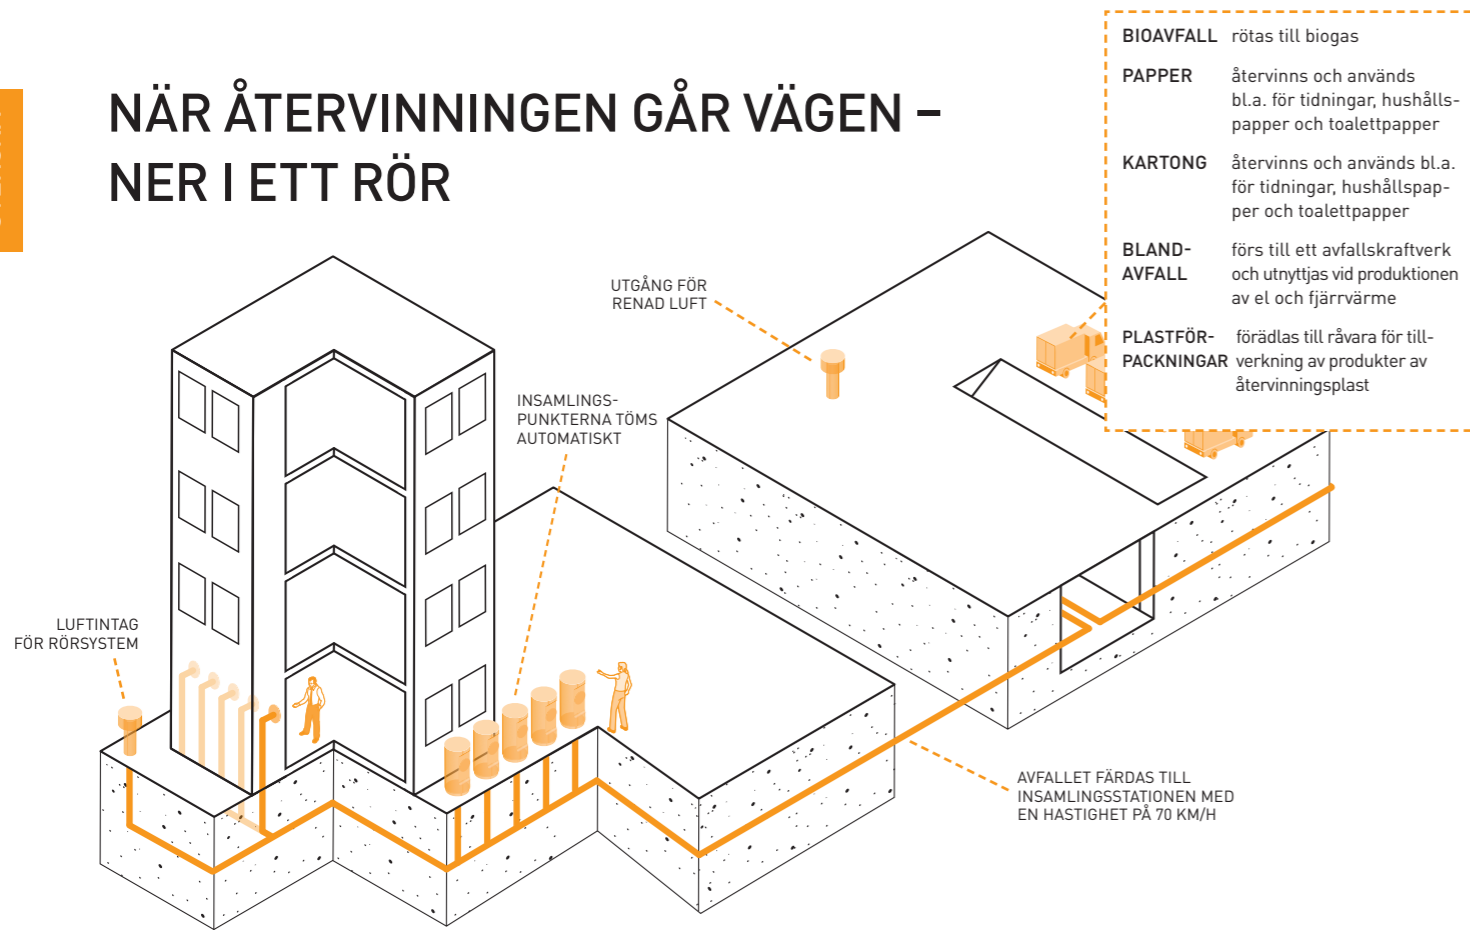 NÄR ÅTERVINNINGEN GÅR VÄGEN –
NER I ETT RÖR
BIOAVFALL rötas till biogas
PAPPER återvinns och används
bl.a. för tidningar, hushålls-
papper och toalettpapper
KARTONG återvinns och används bl.a.
för tidningar, hushållspap-
per och toalettpapper
BLAND- förs till ett avfallskraftverk
AVFALL och utnyttjas vid produktionen
av el och fjärrvärme
PLASTFÖR- förädlas till råvara för till-
PACKNINGAR verkning av produkter av
återvinningsplast
UTGÅNG FÖR
RENAD LUFT
INSAMLINGS-
PUNKTERNA TÖMS
AUTOMATISKT
LUFTINTAG
FÖR RÖRSYSTEM
AVFALLET FÄRDAS TILL
INSAMLINGSSTATIONEN MED
EN HASTIGHET PÅ 70 KM/H